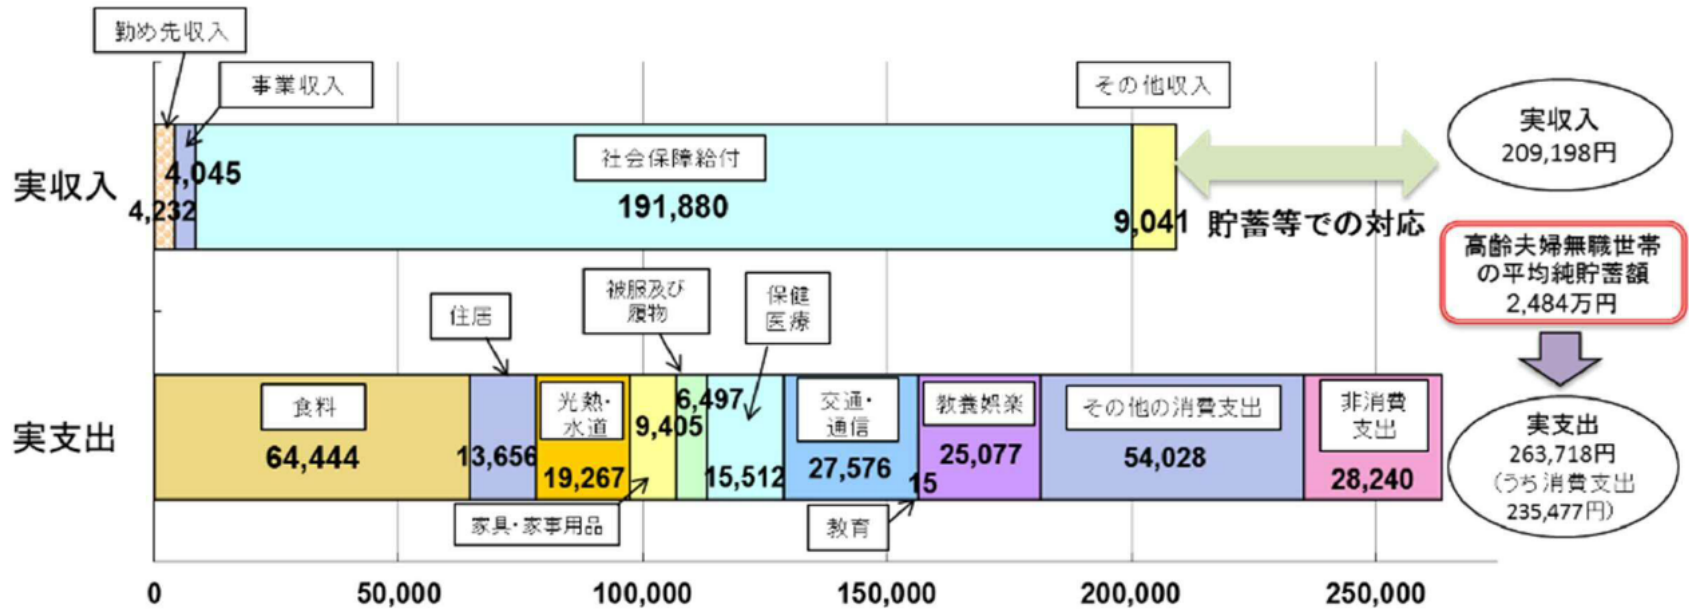 勤め先収入
事業収入
その他収入
実収入
4,232
4,045
社会保障給付
191,880
9,041
貯蓄等での対応
実収入
209,198円
高齢夫婦無職世帯
の平均純貯蓄額
2,484万円
住居
被服及び
履物
保健
医療
実支出
食料
64,444
13,656
光熱・
水道
19,267
9,405
6,497
15,512
交通・
通信
27,576
15
教養娯楽
25,077
その他の消費支出
54,028
非消費
支出
28,240
実支出
263,718円
(うち消費支出
235,477円)
家具・家事用品
教育
0
50,000
100,000
150,000
200,000
250,000